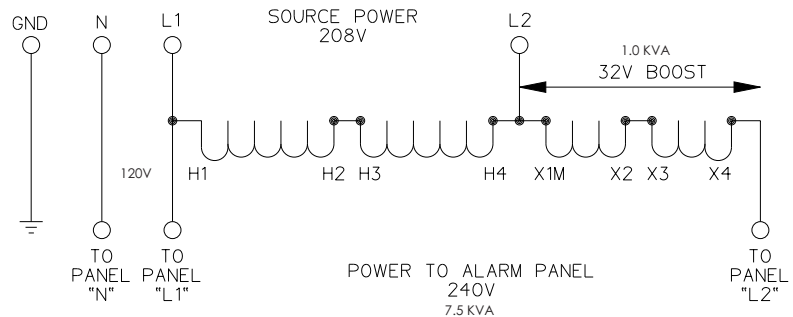 GND
N
L1
SOURCE POWER
208V
L2
1.0 KVA
32V BOOST
120V
H1
H2
H3
H4
X1M
X2
X3
X4
TO
PANEL
"N"
TO
PANEL
"L1"
POWER TO ALARM PANEL
240V
7.5 KVA
TO
PANEL
"L2"